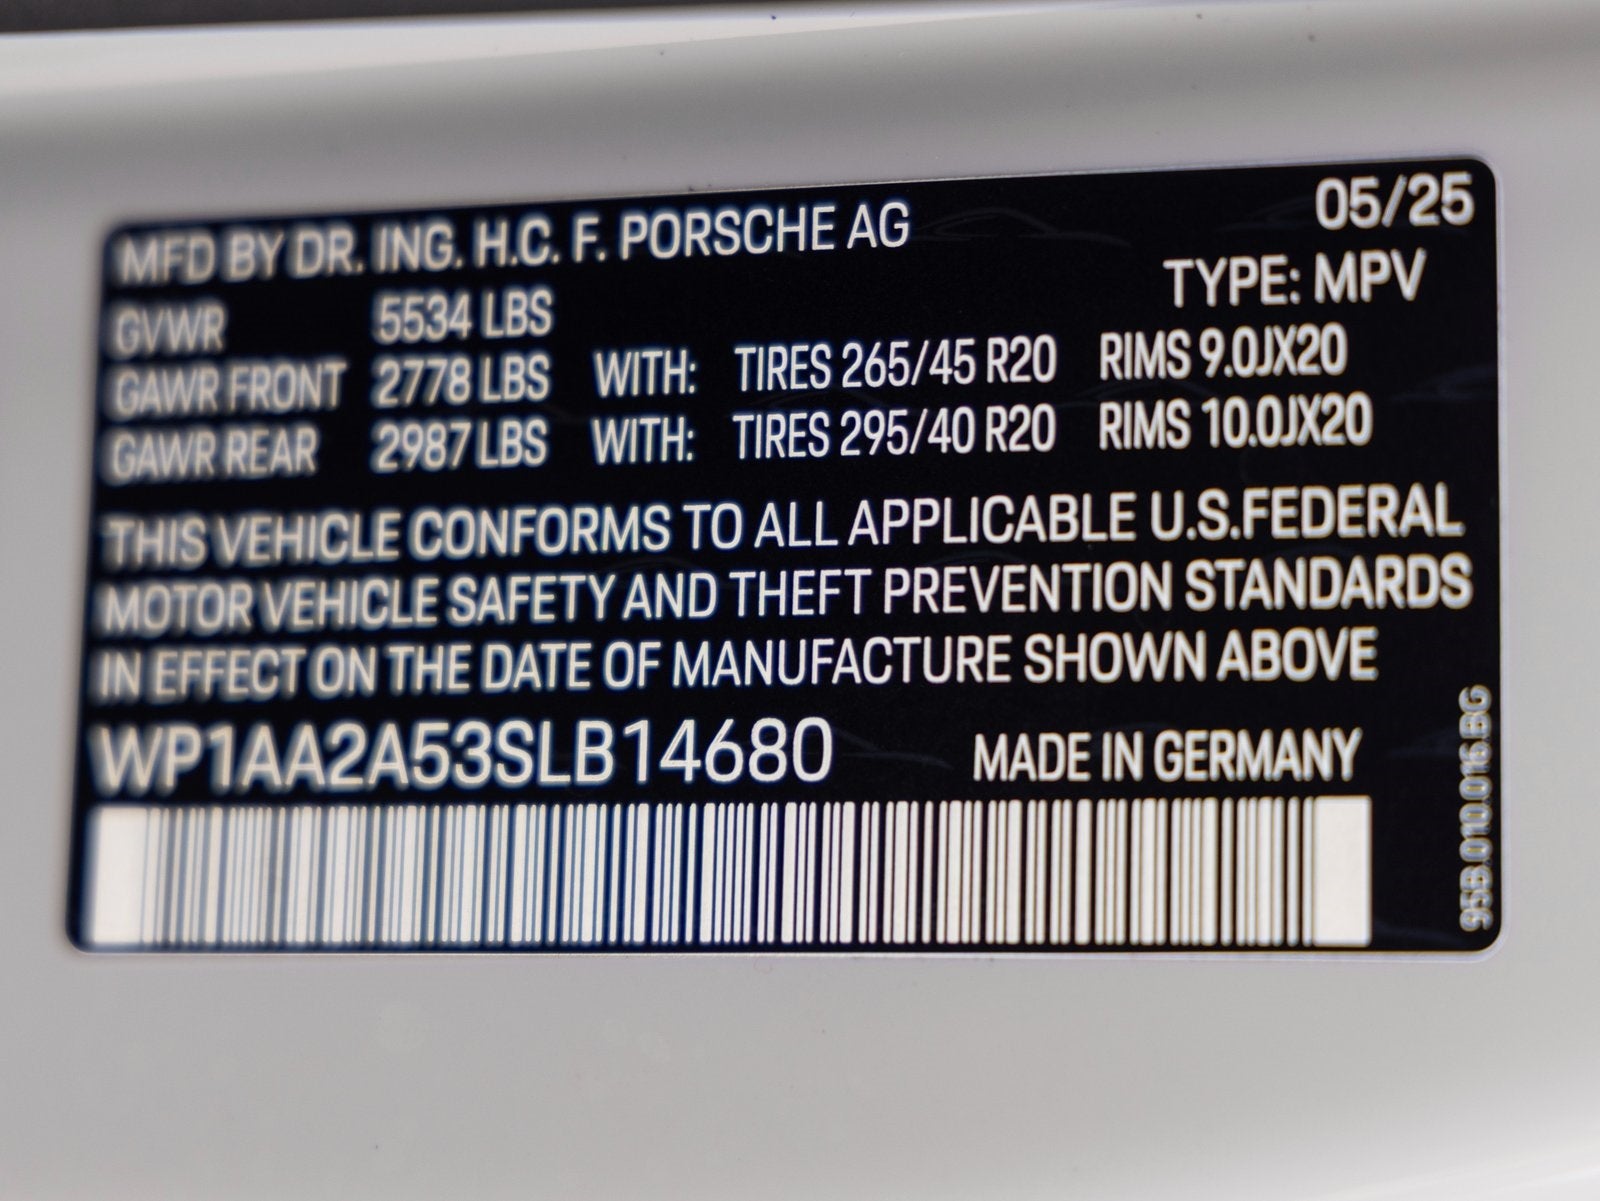 MFD BY DR. ING. H.C. F. PORSCHE AG 05/25
TYPE: MPV
GVWR 5534 LBS
GAWR FRONT 2778 LBS WITH: TIRES 265/45 R20 RIMS 9.0JX20
GAWR REAR 2987 LBS WITH: TIRES 295/40 R20 RIMS 10.0JX20
THIS VEHICLE CONFORMS TO ALL APPLICABLE U.S.FEDERAL
MOTOR VEHICLE SAFETY AND THEFT PREVENTION STANDARDS
IN EFFECT ON THE DATE OF MANUFACTURE SHOWN ABOVE
WP1AA2A53SLB14680 MADE IN GERMANY
95B.010.016.BG